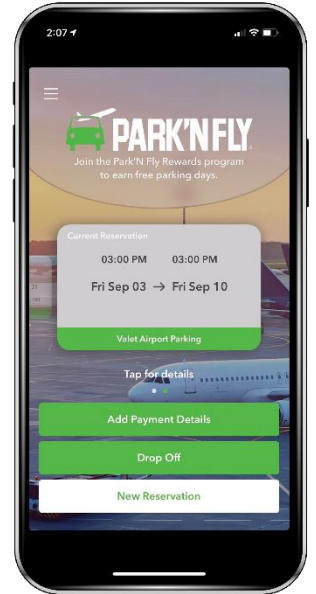 2:07
PARK'N FLY
Join the Park'N Fly Rewards program
to earn free parking days.
Current Reservation
03:00 PM 03:00 PM
Fri Sep 03 → Fri Sep 10
Valet Airport Parking
Tap for details
Add Payment Details
Drop Off
New Reservation